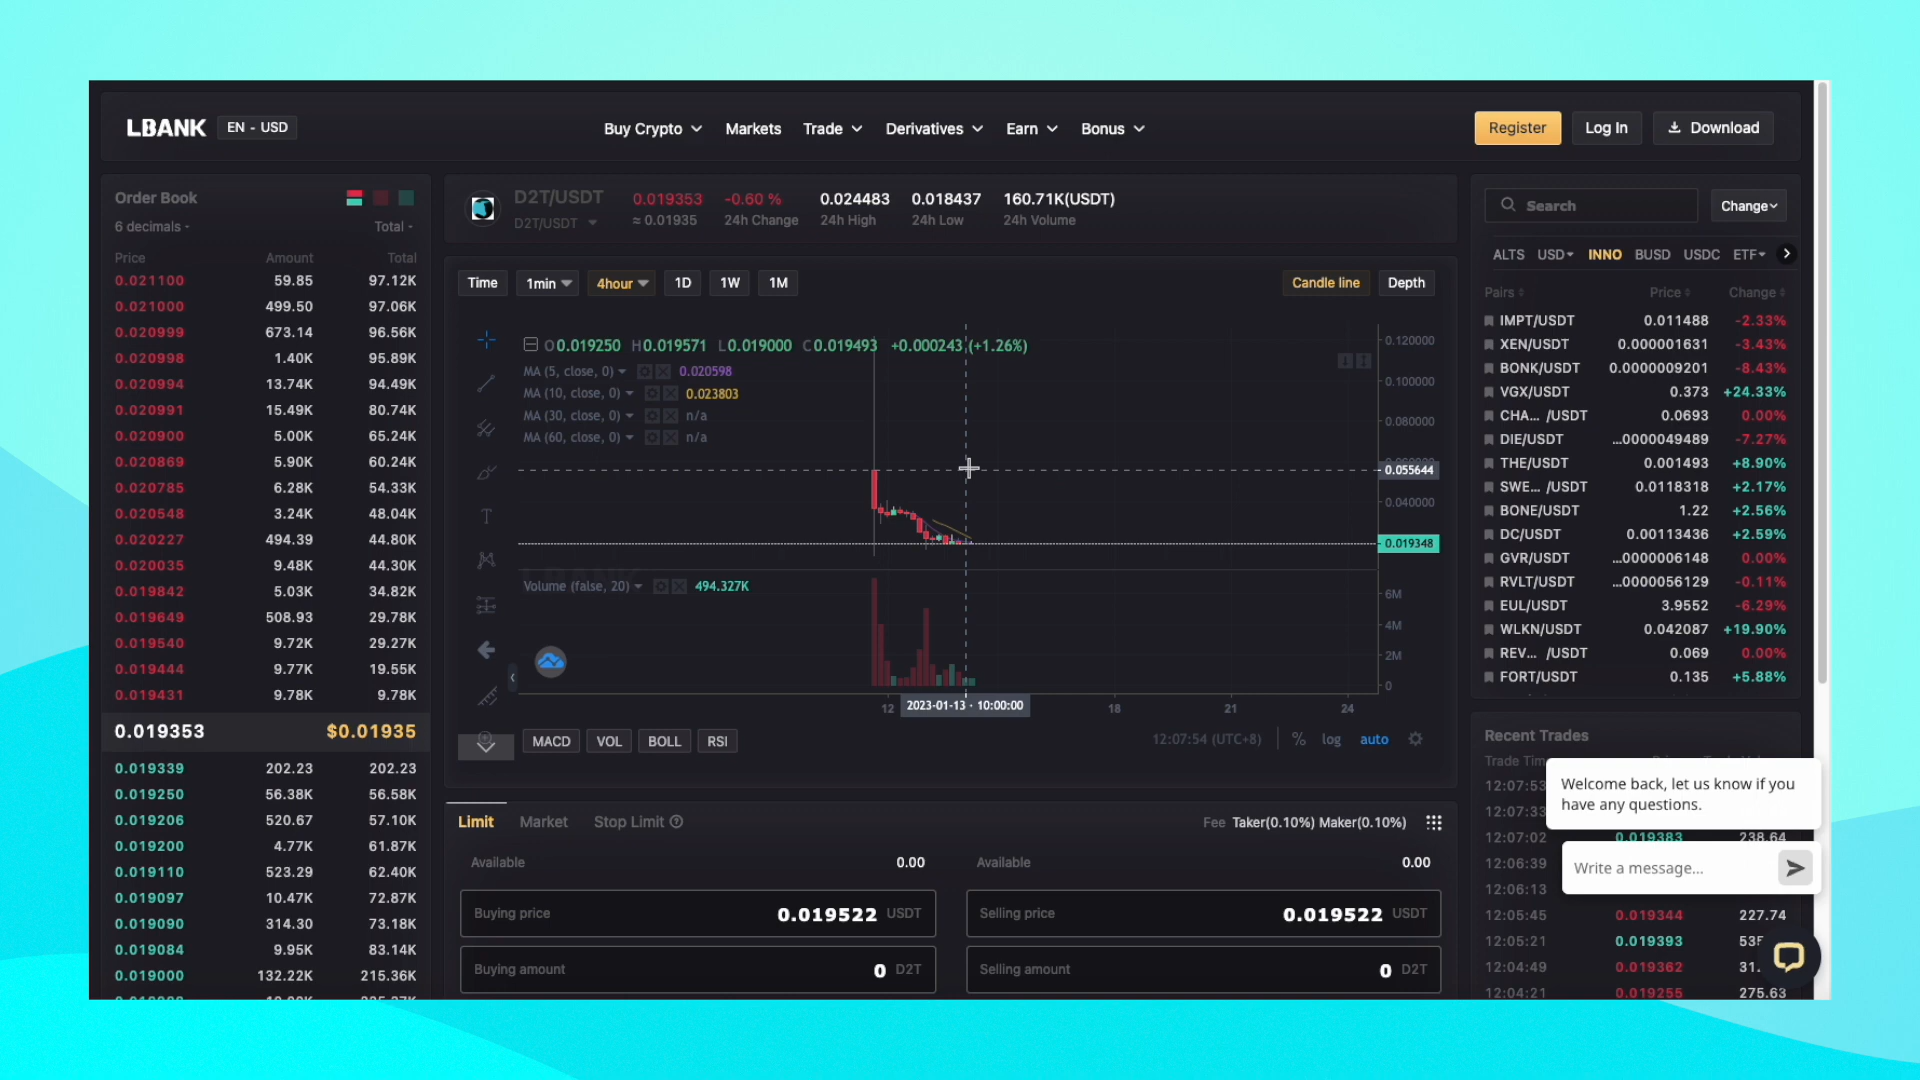 LBANK EN - USD Buy Crypto Markets Trade Derivatives Earn Bonus Register Log In Download
Order Book
6 decimals - Total -
Price Amount Total
0.021100 59.85 97.12K
0.021000 499.50 97.06K
0.020999 673.14 96.56K
0.020998 1.40K 95.89K
0.020994 13.74K 94.49K
0.020991 15.49K 80.74K
0.020900 5.00K 65.24K
0.020869 5.90K 60.24K
0.020785 6.28K 54.33K
0.020548 3.24K 48.04K
0.020227 494.39 44.80K
0.020035 9.48K 44.30K
0.019842 5.03K 34.82K
0.019649 508.93 29.78K
0.019540 9.72K 29.27K
0.019444 9.77K 19.55K
0.019431 9.78K 9.78K
0.019353 $0.01935
0.019339 202.23 202.23
0.019250 56.38K 56.58K
0.019206 520.67 57.10K
0.019200 4.77K 61.87K
0.019110 523.29 62.40K
0.019097 10.47K 72.87K
0.019090 314.30 73.18K
0.019084 9.95K 83.14K
0.019000 132.22K 215.36K
D2T/USDT 0.019353 -0.60 % 0.024483 0.018437 160.71K(USDT)
D2T/USDT ≈ 0.01935 24h Change 24h High 24h Low 24h Volume
Time 1min 4hour 1D 1W 1M Candle line Depth
O0.019250 H0.019571 L0.019000 C0.019493 +0.000243 (+1.26%)
MA (5, close, 0) 0.020598
MA (10, close, 0) 0.023803
MA (30, close, 0) n/a
MA (60, close, 0) n/a
0.120000
0.100000
0.080000
0.055644
0.040000
0.019348
Volume (false, 20) 494.327K
6M
4M
2M
0
12 2023-01-13 · 10:00:00 18 21 24
MACD VOL BOLL RSI 12:07:54 (UTC+8) % log auto
Limit Market Stop Limit Fee Taker(0.10%) Maker(0.10%)
Available 0.00 Available 0.00
Buying price 0.019522 USDT Selling price 0.019522 USDT
Buying amount 0 D2T Selling amount 0 D2T
Search Change
ALTS USD INNO BUSD USDC ETF
Pairs Price Change
IMPT/USDT 0.011488 -2.33%
XEN/USDT 0.000001631 -3.43%
BONK/USDT 0.0000009201 -8.43%
VGX/USDT 0.373 +24.33%
CHA... /USDT 0.0693 0.00%
DIE/USDT ...0000049489 -7.27%
THE/USDT 0.001493 +8.90%
SWE... /USDT 0.0118318 +2.17%
BONE/USDT 1.22 +2.56%
DC/USDT 0.00113436 +2.59%
GVR/USDT ...0000006148 0.00%
RVLT/USDT ...0000056129 -0.11%
EUL/USDT 3.9552 -6.29%
WLKN/USDT 0.042087 +19.90%
REV... /USDT 0.069 0.00%
FORT/USDT 0.135 +5.88%
Recent Trades
Trade Tim
12:07:53
12:07:33
12:07:02 0.019383 238.64
12:06:39
12:06:13
12:05:45 0.019344 227.74
12:05:21 0.019393
12:04:49 0.019362
12:04:21 0.019255 275.63
Welcome back, let us know if you
have any questions.
Write a message...